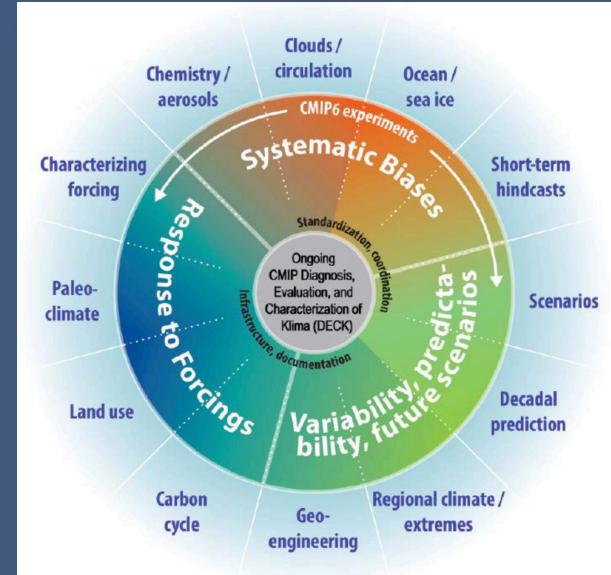 Clouds /
circulation
Ocean /
sea ice
Short-term
hindcasts
Scenarios
Decadal
prediction
Regional climate /
extremes
Geo-
engineering
Carbon
cycle
Land use
Paleo-
climate
Characterizing
forcing
Chemistry /
aerosols
CMIP6 experiments
Systematic Biases
Variability, predicta-
bility, future scenarios
Response to Forcings
Standardization, coordination
Infrastructure, documentation
Ongoing
CMIP Diagnosis,
Evaluation, and
Characterization of
Klima (DECK)